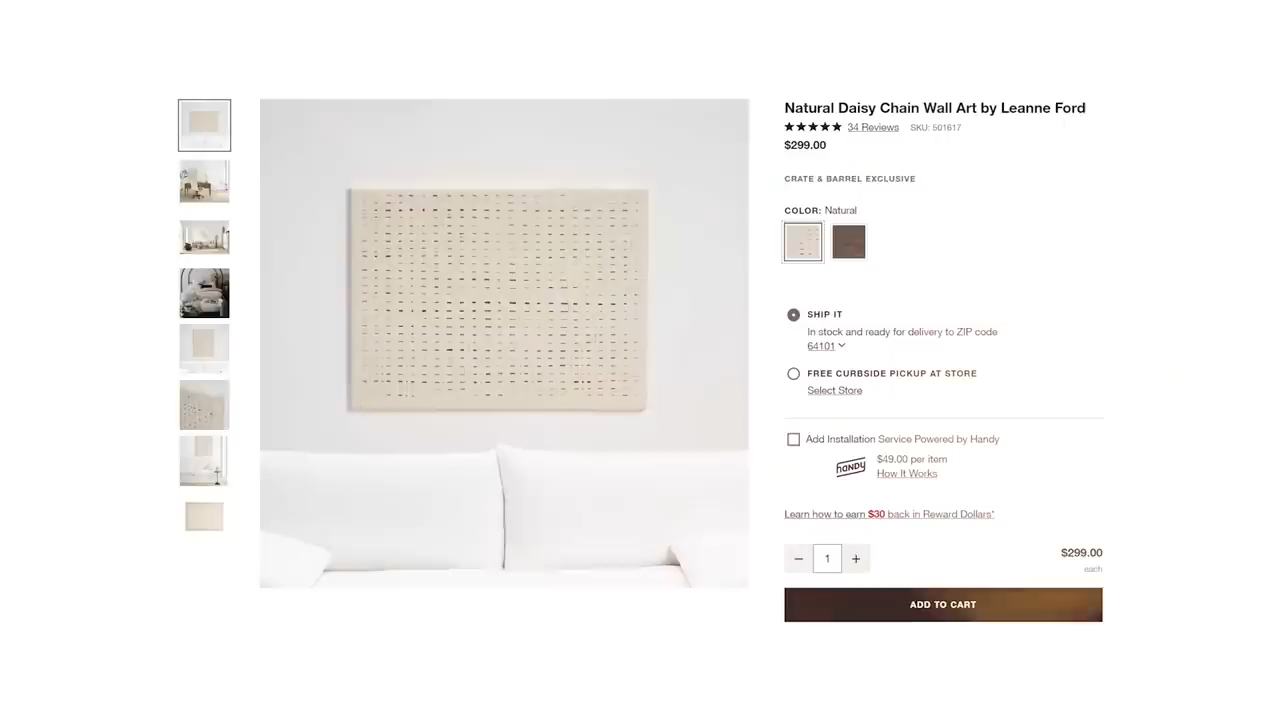 Natural Daisy Chain Wall Art by Leanne Ford
34 Reviews SKU: 501617
$299.00
CRATE & BARREL EXCLUSIVE
COLOR: Natural
SHIP IT
In stock and ready for delivery to ZIP code
64101
FREE CURBSIDE PICKUP AT STORE
Select Store
Add Installation Service Powered by Handy
HANDY $49.00 per item
How It Works
Learn how to earn $30 back in Reward Dollars*
− 1 + $299.00
each
ADD TO CART